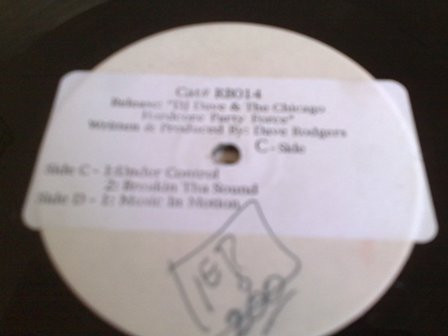 Cat# RB014
Release: "DJ Dave & The Chicago
Hardcore Party Force"
Written & Produced By: Dave Rodgers
C - Side
Side C - 1: Under Control
2: Breakin Tha Sound
Side D - 1: Music In Motion